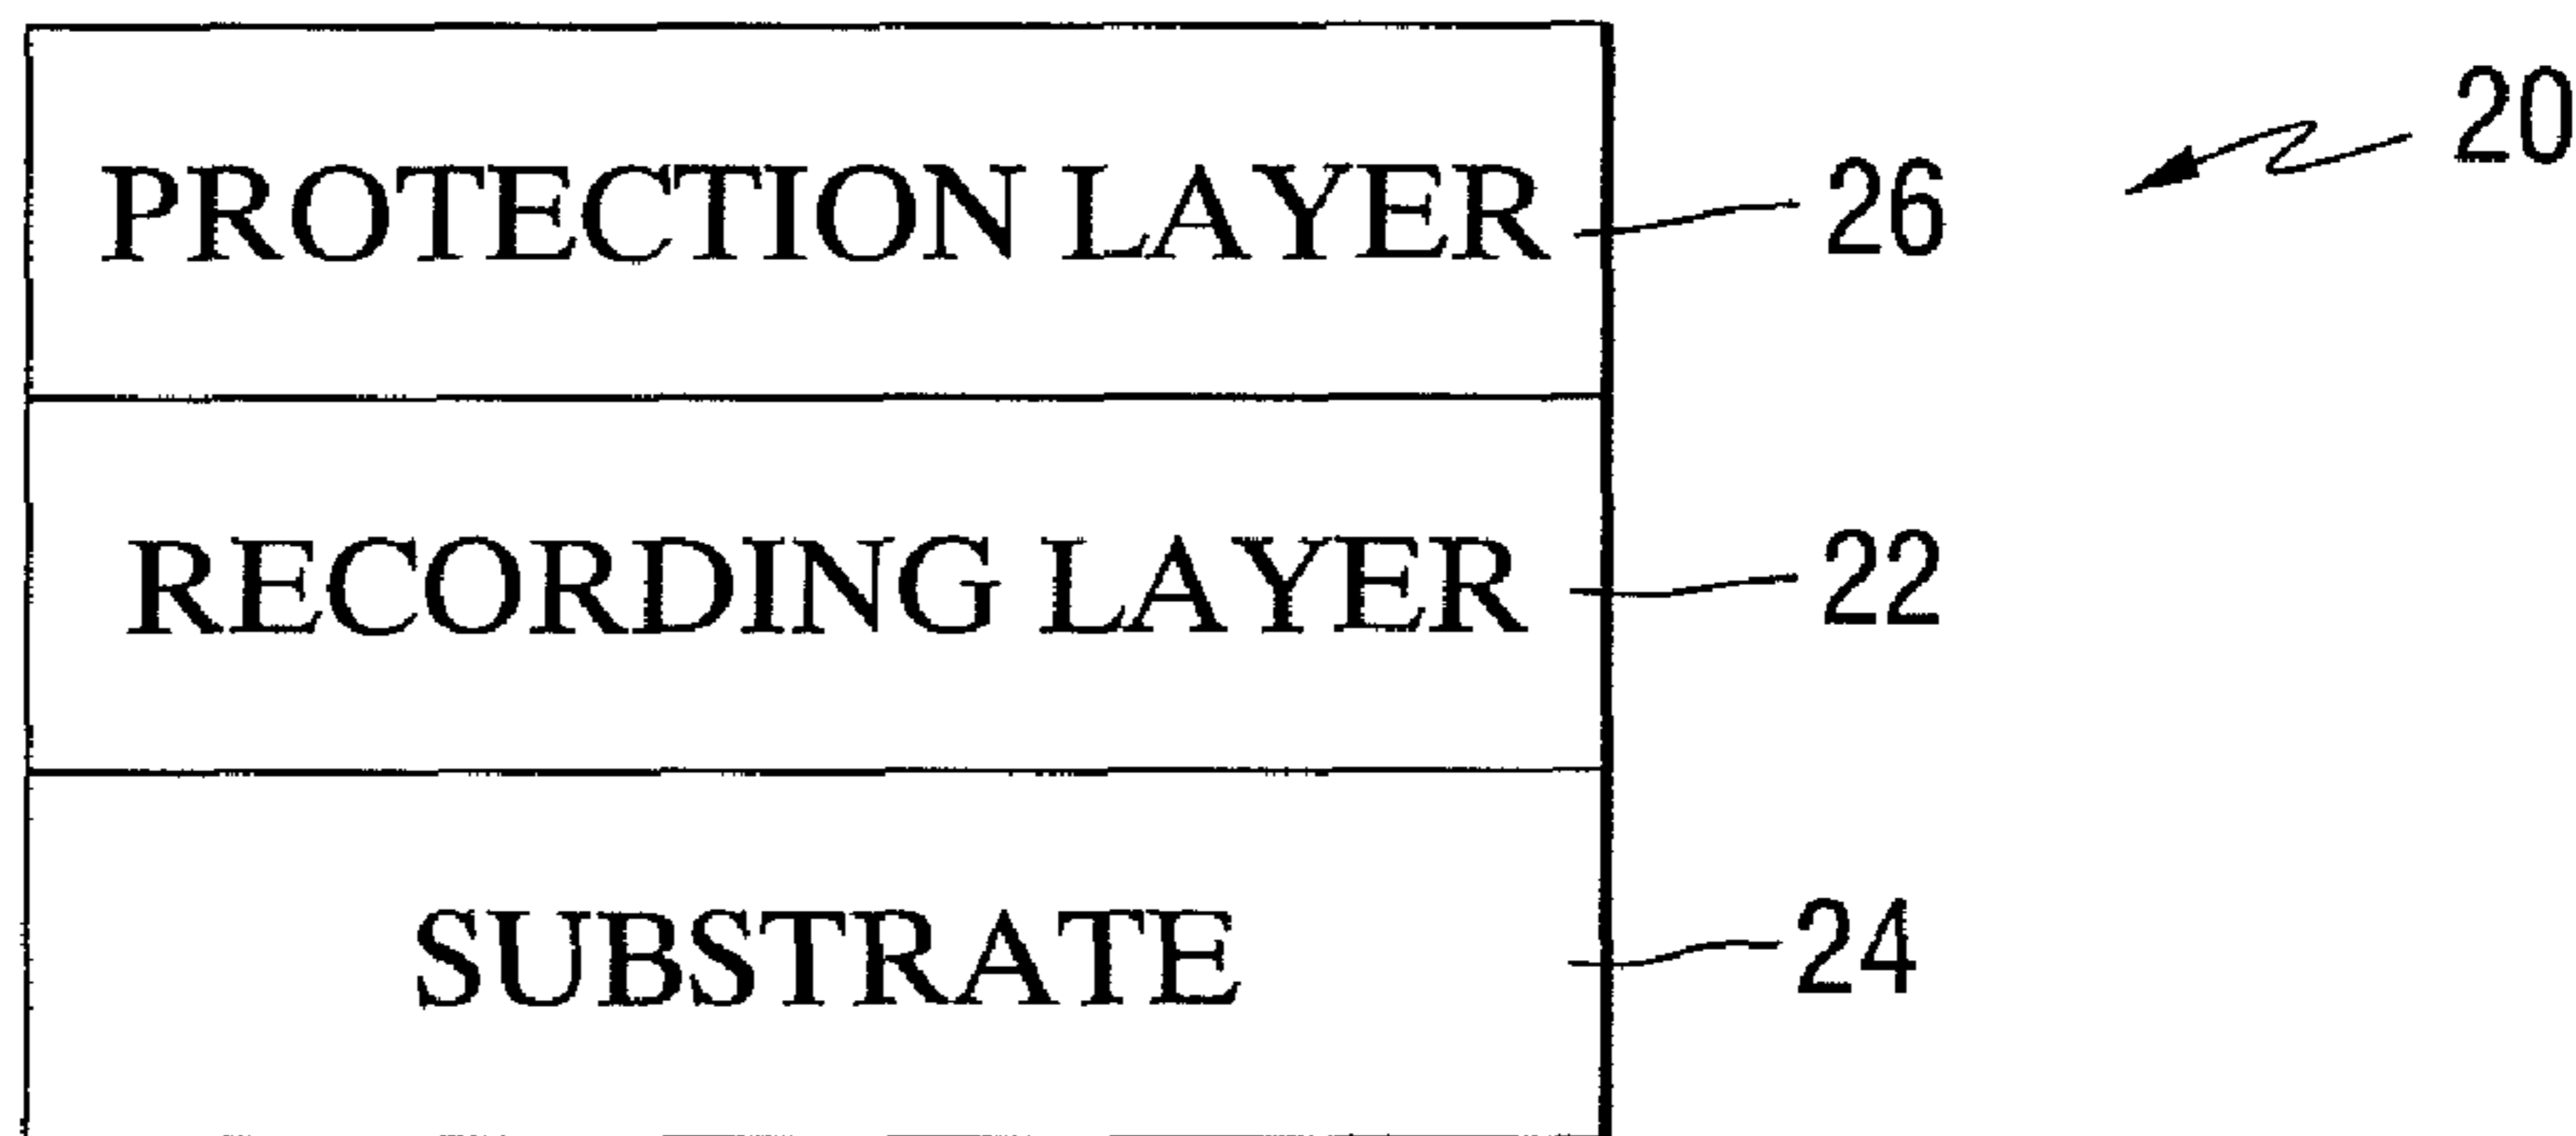 20
PROTECTION LAYER 26
RECORDING LAYER 22
SUBSTRATE 24